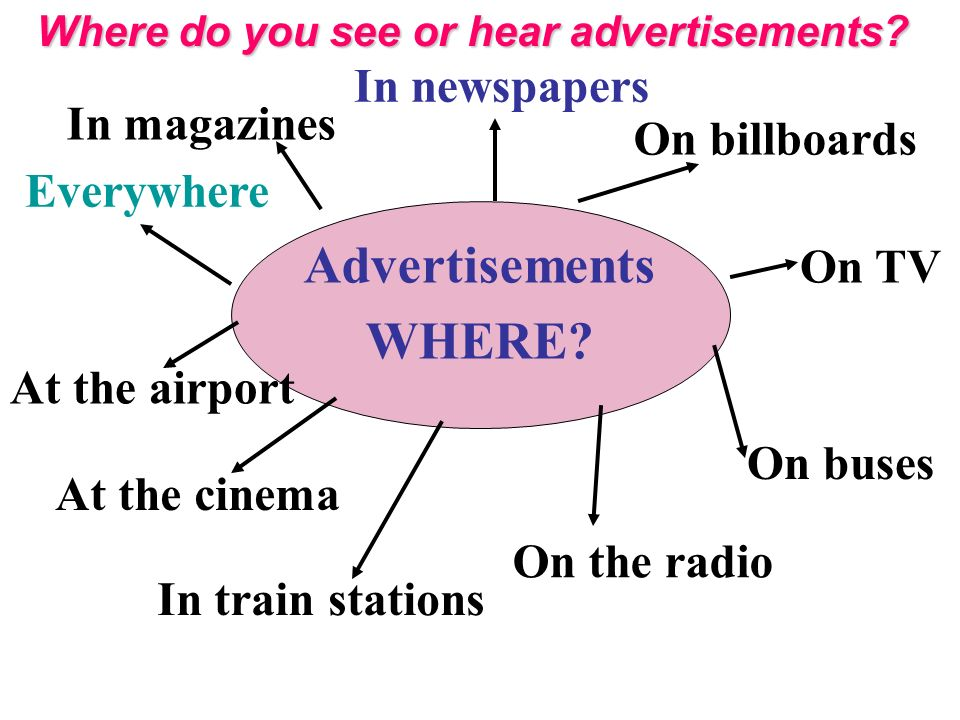 Where do you see or hear advertisements?
In newspapers
In magazines
On billboards
Everywhere
Advertisements
WHERE?
On TV
At the airport
On buses
At the cinema
On the radio
In train stations